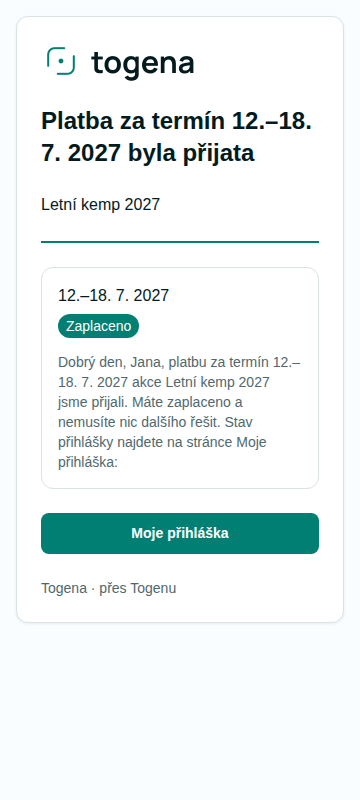 togena
Platba za termín 12.–18.
7. 2027 byla přijata
Letní kemp 2027
12.–18. 7. 2027
Zaplaceno
Dobrý den, Jana, platbu za termín 12.–
18. 7. 2027 akce Letní kemp 2027
jsme přijali. Máte zaplaceno a
nemusíte nic dalšího řešit. Stav
přihlášky najdete na stránce Moje
přihláška:
Moje přihláška
Togena · přes Togenu